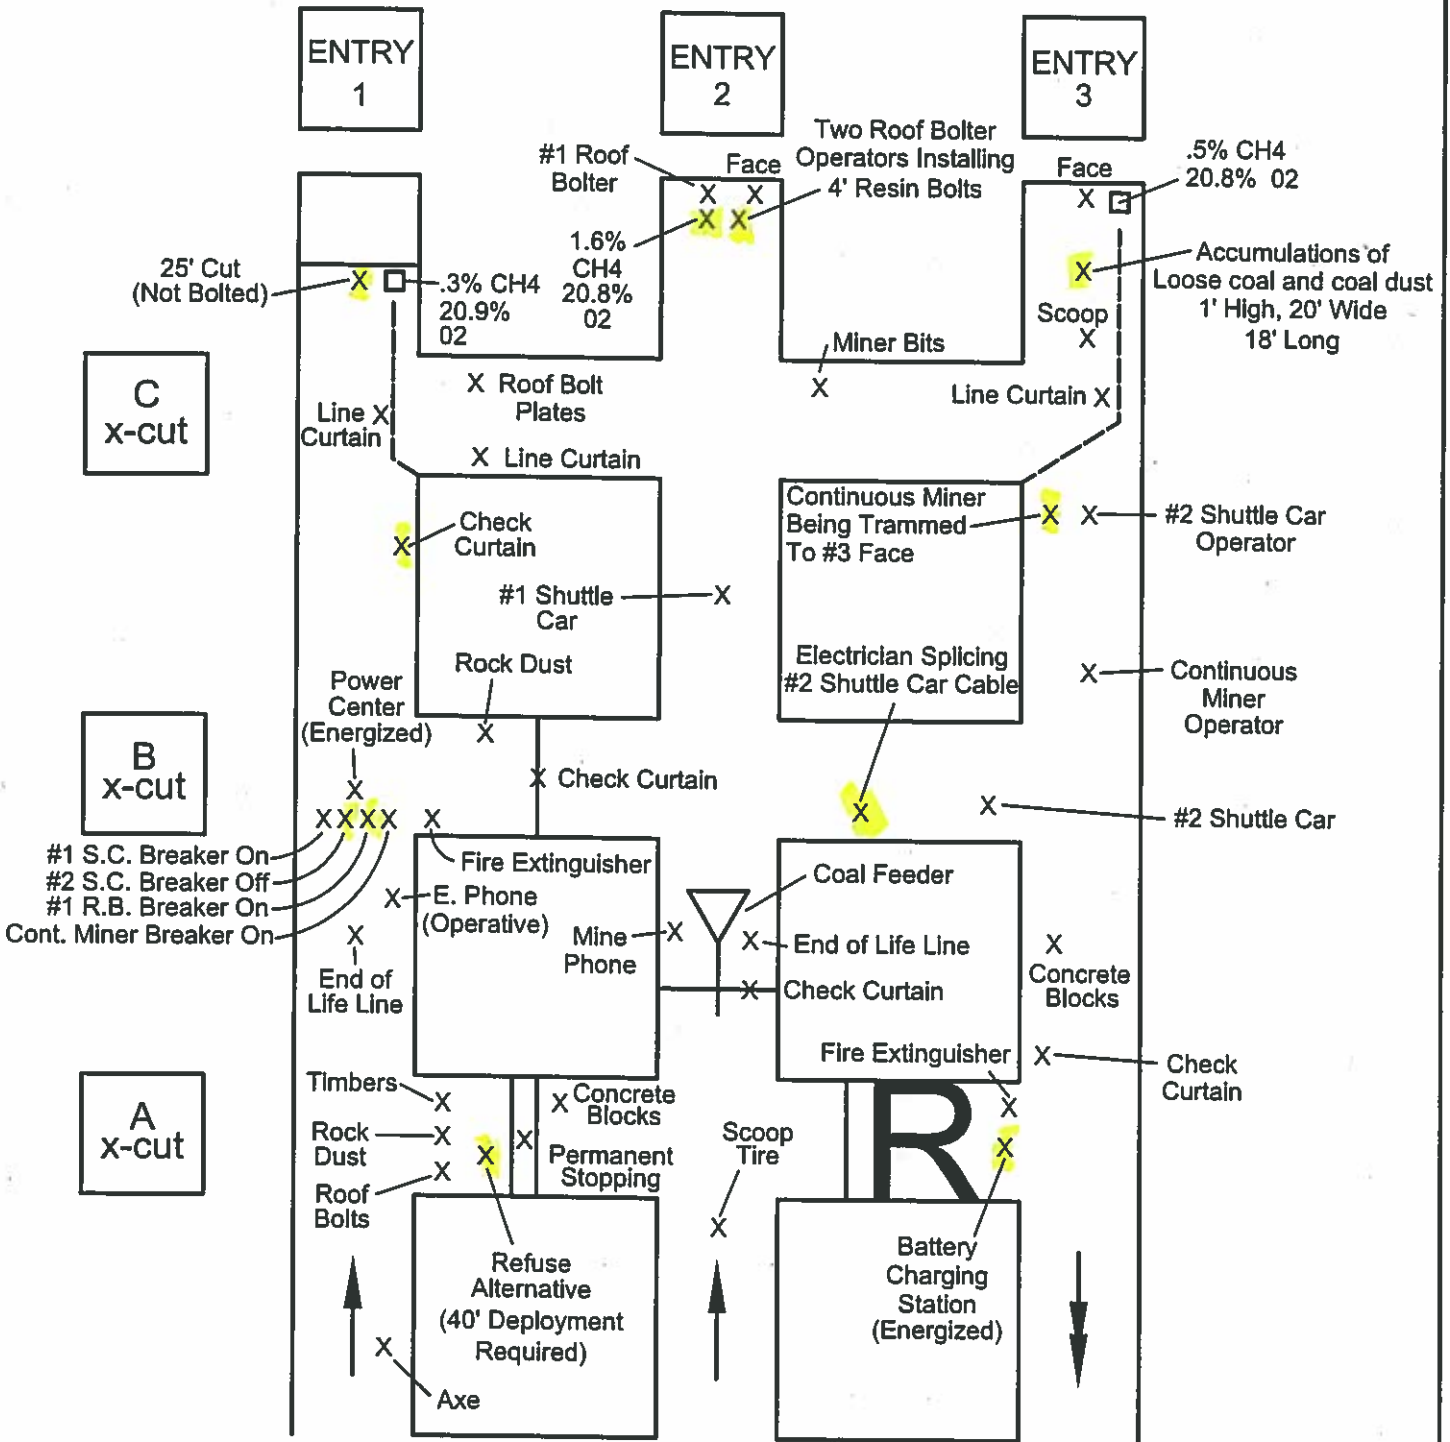 ENTRY
1
ENTRY
2
ENTRY
3
#1 Roof
Bolter
Face
Two Roof Bolter
Operators Installing
4' Resin Bolts
Face
.5% CH4
20.8% 02
X
X
X
X
X
1.6%
CH4
20.8%
02
25' Cut
(Not Bolted)
X
.3% CH4
20.9%
02
X
Accumulations of
Loose coal and coal dust
1' High, 20' Wide
18' Long
Scoop
X
Miner Bits
X
C
x-cut
X Roof Bolt
Plates
Line X
Curtain
Line Curtain X
X Line Curtain
Check
Curtain
X
Continuous Miner
Being Trammed
To #3 Face
X
X
#2 Shuttle Car
Operator
#1 Shuttle
Car
X
Rock Dust
X
Electrician Splicing
#2 Shuttle Car Cable
X
X
Continuous
Miner
Operator
Power
Center
(Energized)
X
B
x-cut
X Check Curtain
X X X X
X
X
#2 Shuttle Car
#1 S.C. Breaker On
#2 S.C. Breaker Off
#1 R.B. Breaker On
Cont. Miner Breaker On
Fire Extinguisher
X
E. Phone
(Operative)
Coal Feeder
X
End of
Life Line
Mine
Phone
X
X End of Life Line
X
Concrete
Blocks
X Check Curtain
Fire Extinguisher
X
X
Check
Curtain
A
x-cut
Timbers
X
X Concrete
Blocks
Rock
Dust
X
X
X
Permanent
Stopping
Roof
Bolts
X
Scoop
Tire
X
R
X
Refuse
Alternative
(40' Deployment
Required)
Battery
Charging
Station
(Energized)
X
Axe